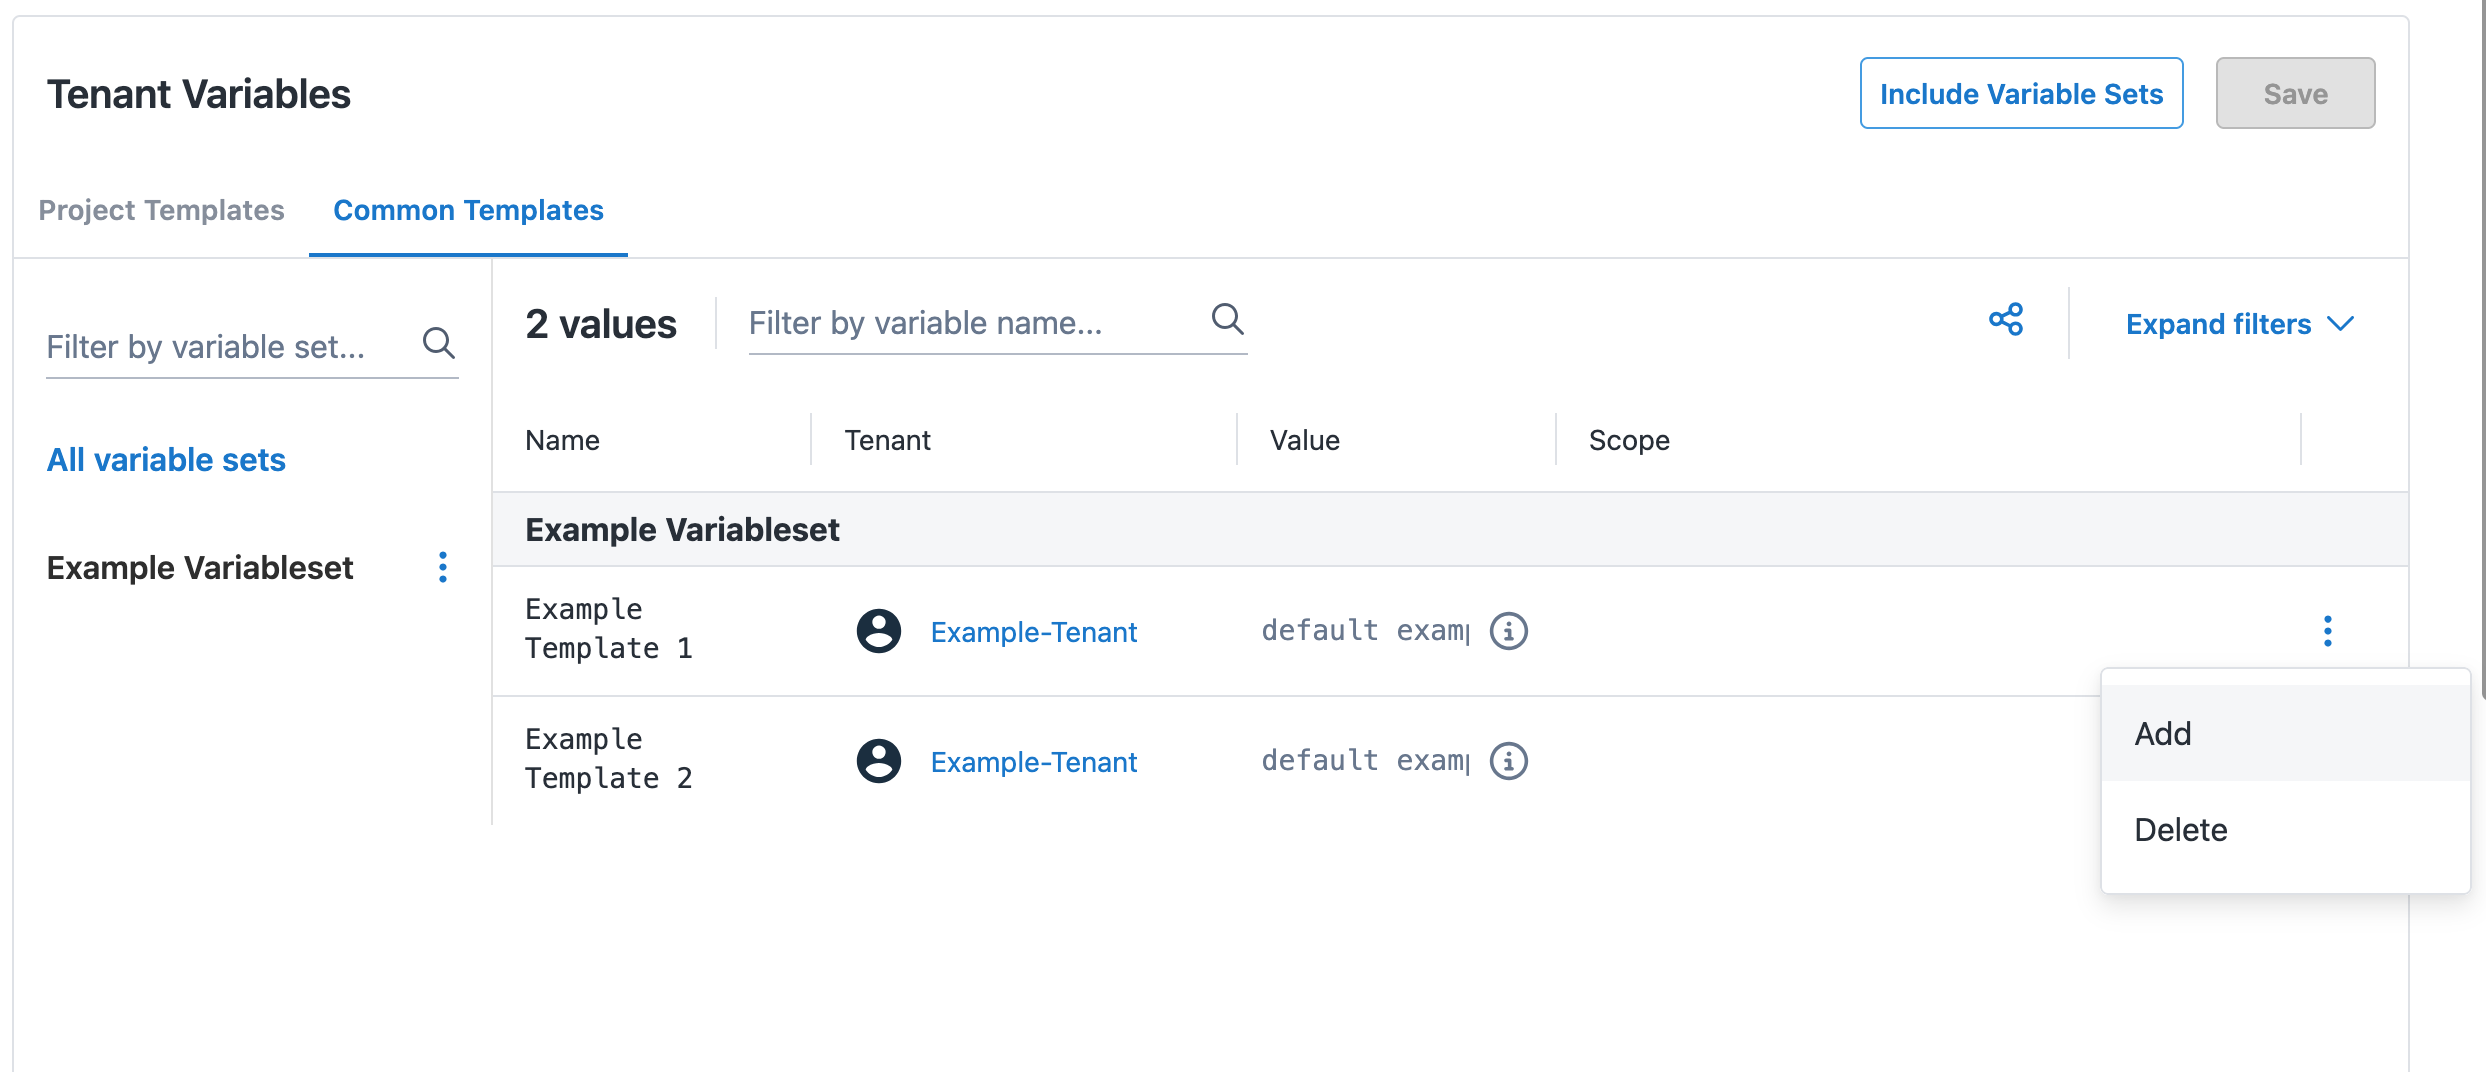 Tenant Variables
Include Variable Sets
Save
Project Templates
Common Templates
Filter by variable set...
2 values
Filter by variable name...
Expand filters
All variable sets
Example Variableset
Name
Tenant
Value
Scope
Example Variableset
Example
Template 1
Example-Tenant
default exam
Example
Template 2
Example-Tenant
default exam
Add
Delete